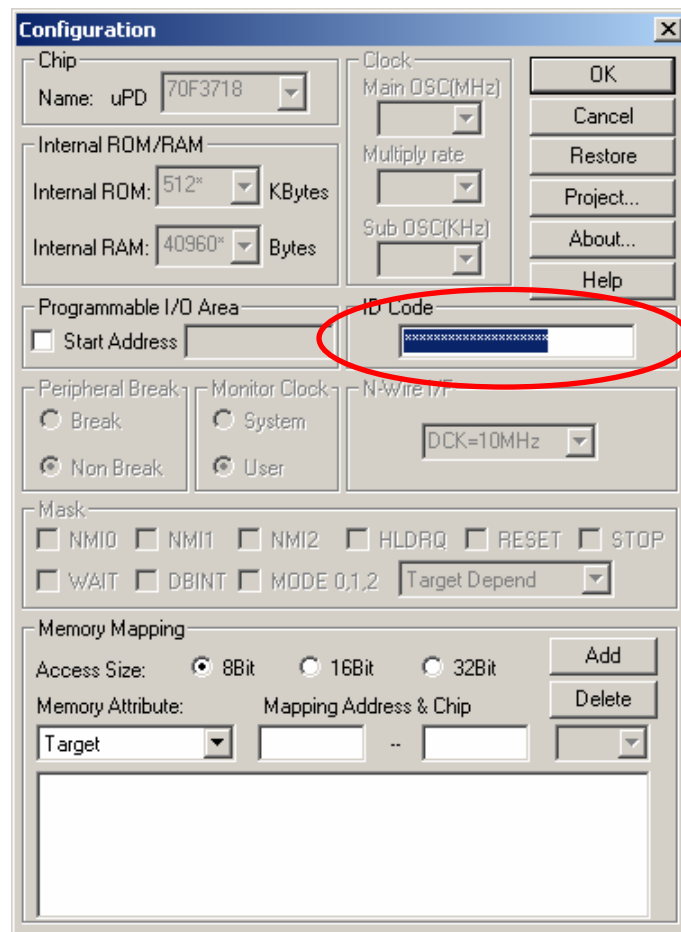 Configuration
Chip
Name: uPD 70F3718
Internal ROM/RAM
Internal ROM: 512* KBytes
Internal RAM: 40960* Bytes
Clock
Main OSC(MHz)
Multiply rate
Sub OSC(KHz)
OK
Cancel
Restore
Project...
About...
Help
Programmable I/O Area
Start Address
ID Code
********************
Peripheral Break
Break
Non Break
Monitor Clock
System
User
N-Wire I/F
DCK=10MHz
Mask
NMI0 NMI1 NMI2 HLDRQ RESET STOP
WAIT DBINT MODE 0,1,2 Target Depend
Memory Mapping
Access Size: 8Bit 16Bit 32Bit
Add
Memory Attribute: Mapping Address & Chip
Delete
Target --